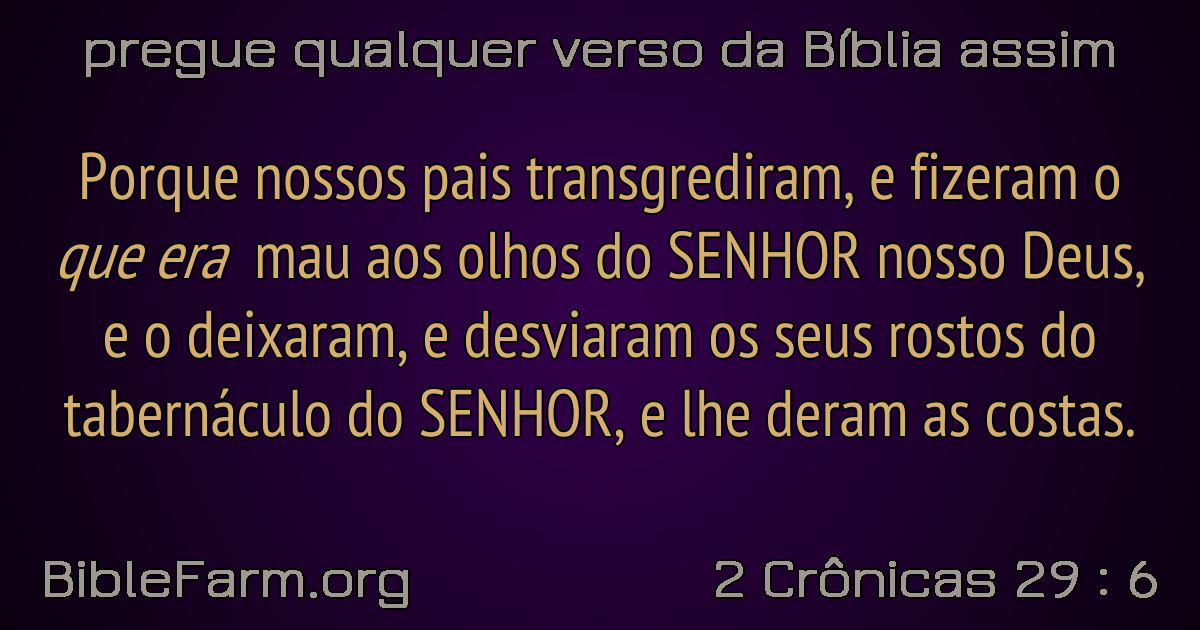 pregue qualquer verso da Bíblia assim
Porque nossos pais transgrediram, e fizeram o
que era mau aos olhos do SENHOR nosso Deus,
e o deixaram, e desviaram os seus rostos do
tabernáculo do SENHOR, e lhe deram as costas.
BibleFarm.org
2 Crônicas 29 : 6